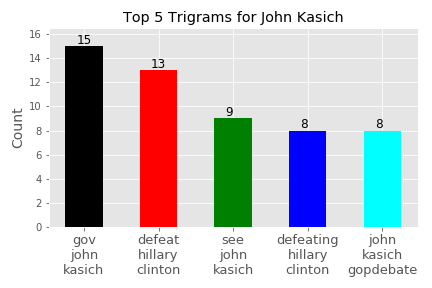 Top 5 Trigrams for John Kasich
Count
16
14
12
10
8
6
4
2
0
15
13
9
8
8
gov
john
kasich
defeat
hillary
clinton
see
john
kasich
defeating
hillary
clinton
john
kasich
gopdebate